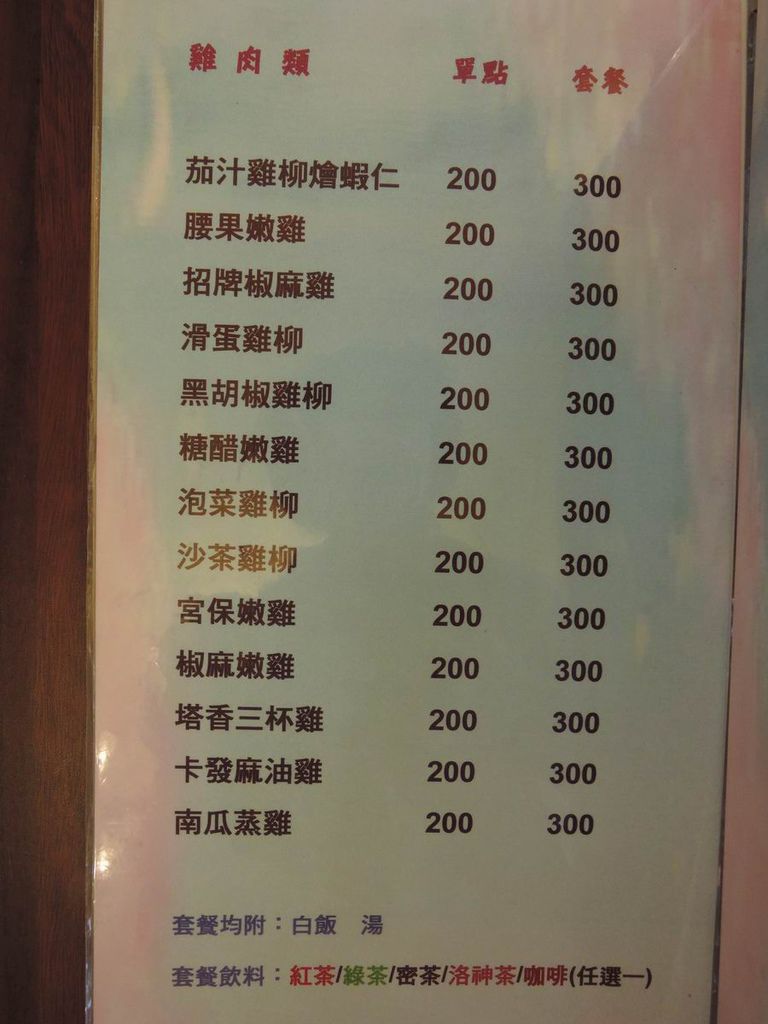 雞肉類 單點 套餐
茄汁雞柳燴蝦仁 200 300
腰果嫩雞 200 300
招牌椒麻雞 200 300
滑蛋雞柳 200 300
黑胡椒雞柳 200 300
糖醋嫩雞 200 300
泡菜雞柳 200 300
沙茶雞柳 200 300
宮保嫩雞 200 300
椒麻嫩雞 200 300
塔香三杯雞 200 300
卡發麻油雞 200 300
南瓜蒸雞 200 300
套餐均附：白飯 湯
套餐飲料：紅茶/綠茶/密茶/洛神茶/咖啡(任選一)